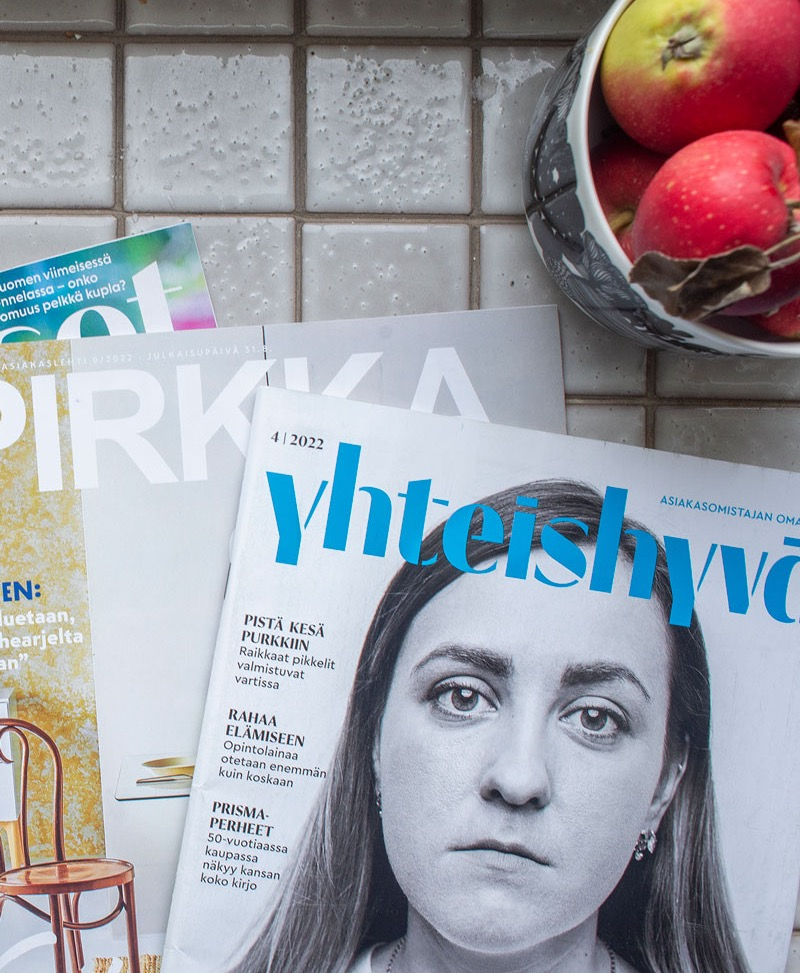 uomen viimeisessä
nnelassa – onko
omuus pelkkä kupla?
sot
ASIAKASLEHTI 9/2022 · JULKAISUPÄIVÄ 31.8.
PIRKKA
EN:
luetaan,
hearjelta
an”
4 | 2022
ASIAKASOMISTAJAN OMA
yhteishyvä
PISTÄ KESÄ
PURKKIIN
Raikkaat pikkelit
valmistuvat
vartissa
RAHAA
ELÄMISEEN
Opintolainaa
otetaan enemmän
kuin koskaan
PRISMA-
PERHEET
50-vuotiaassa
kaupassa
näkyy kansan
koko kirjo